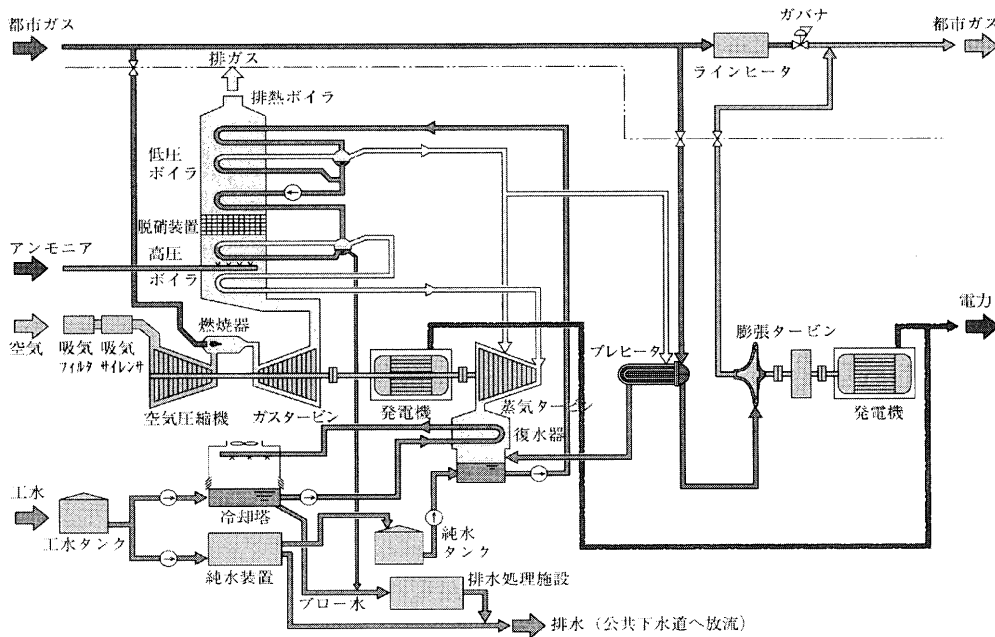 都市ガス
ガバナ
都市ガス
ラインヒータ
排ガス
排熱ボイラ
低圧
ボイラ
脱硝装置
アンモニア
高圧
ボイラ
電力
燃焼器
膨張タービン
プレヒータ
空気
吸気
フィルタ
吸気
サイレンサ
空気圧縮機
ガスタービン
発電機
蒸気タービン
発電機
復水器
工水
工水タンク
冷却塔
純水
タンク
純水装置
排水処理施設
ブロー水
排水（公共下水道へ放流）